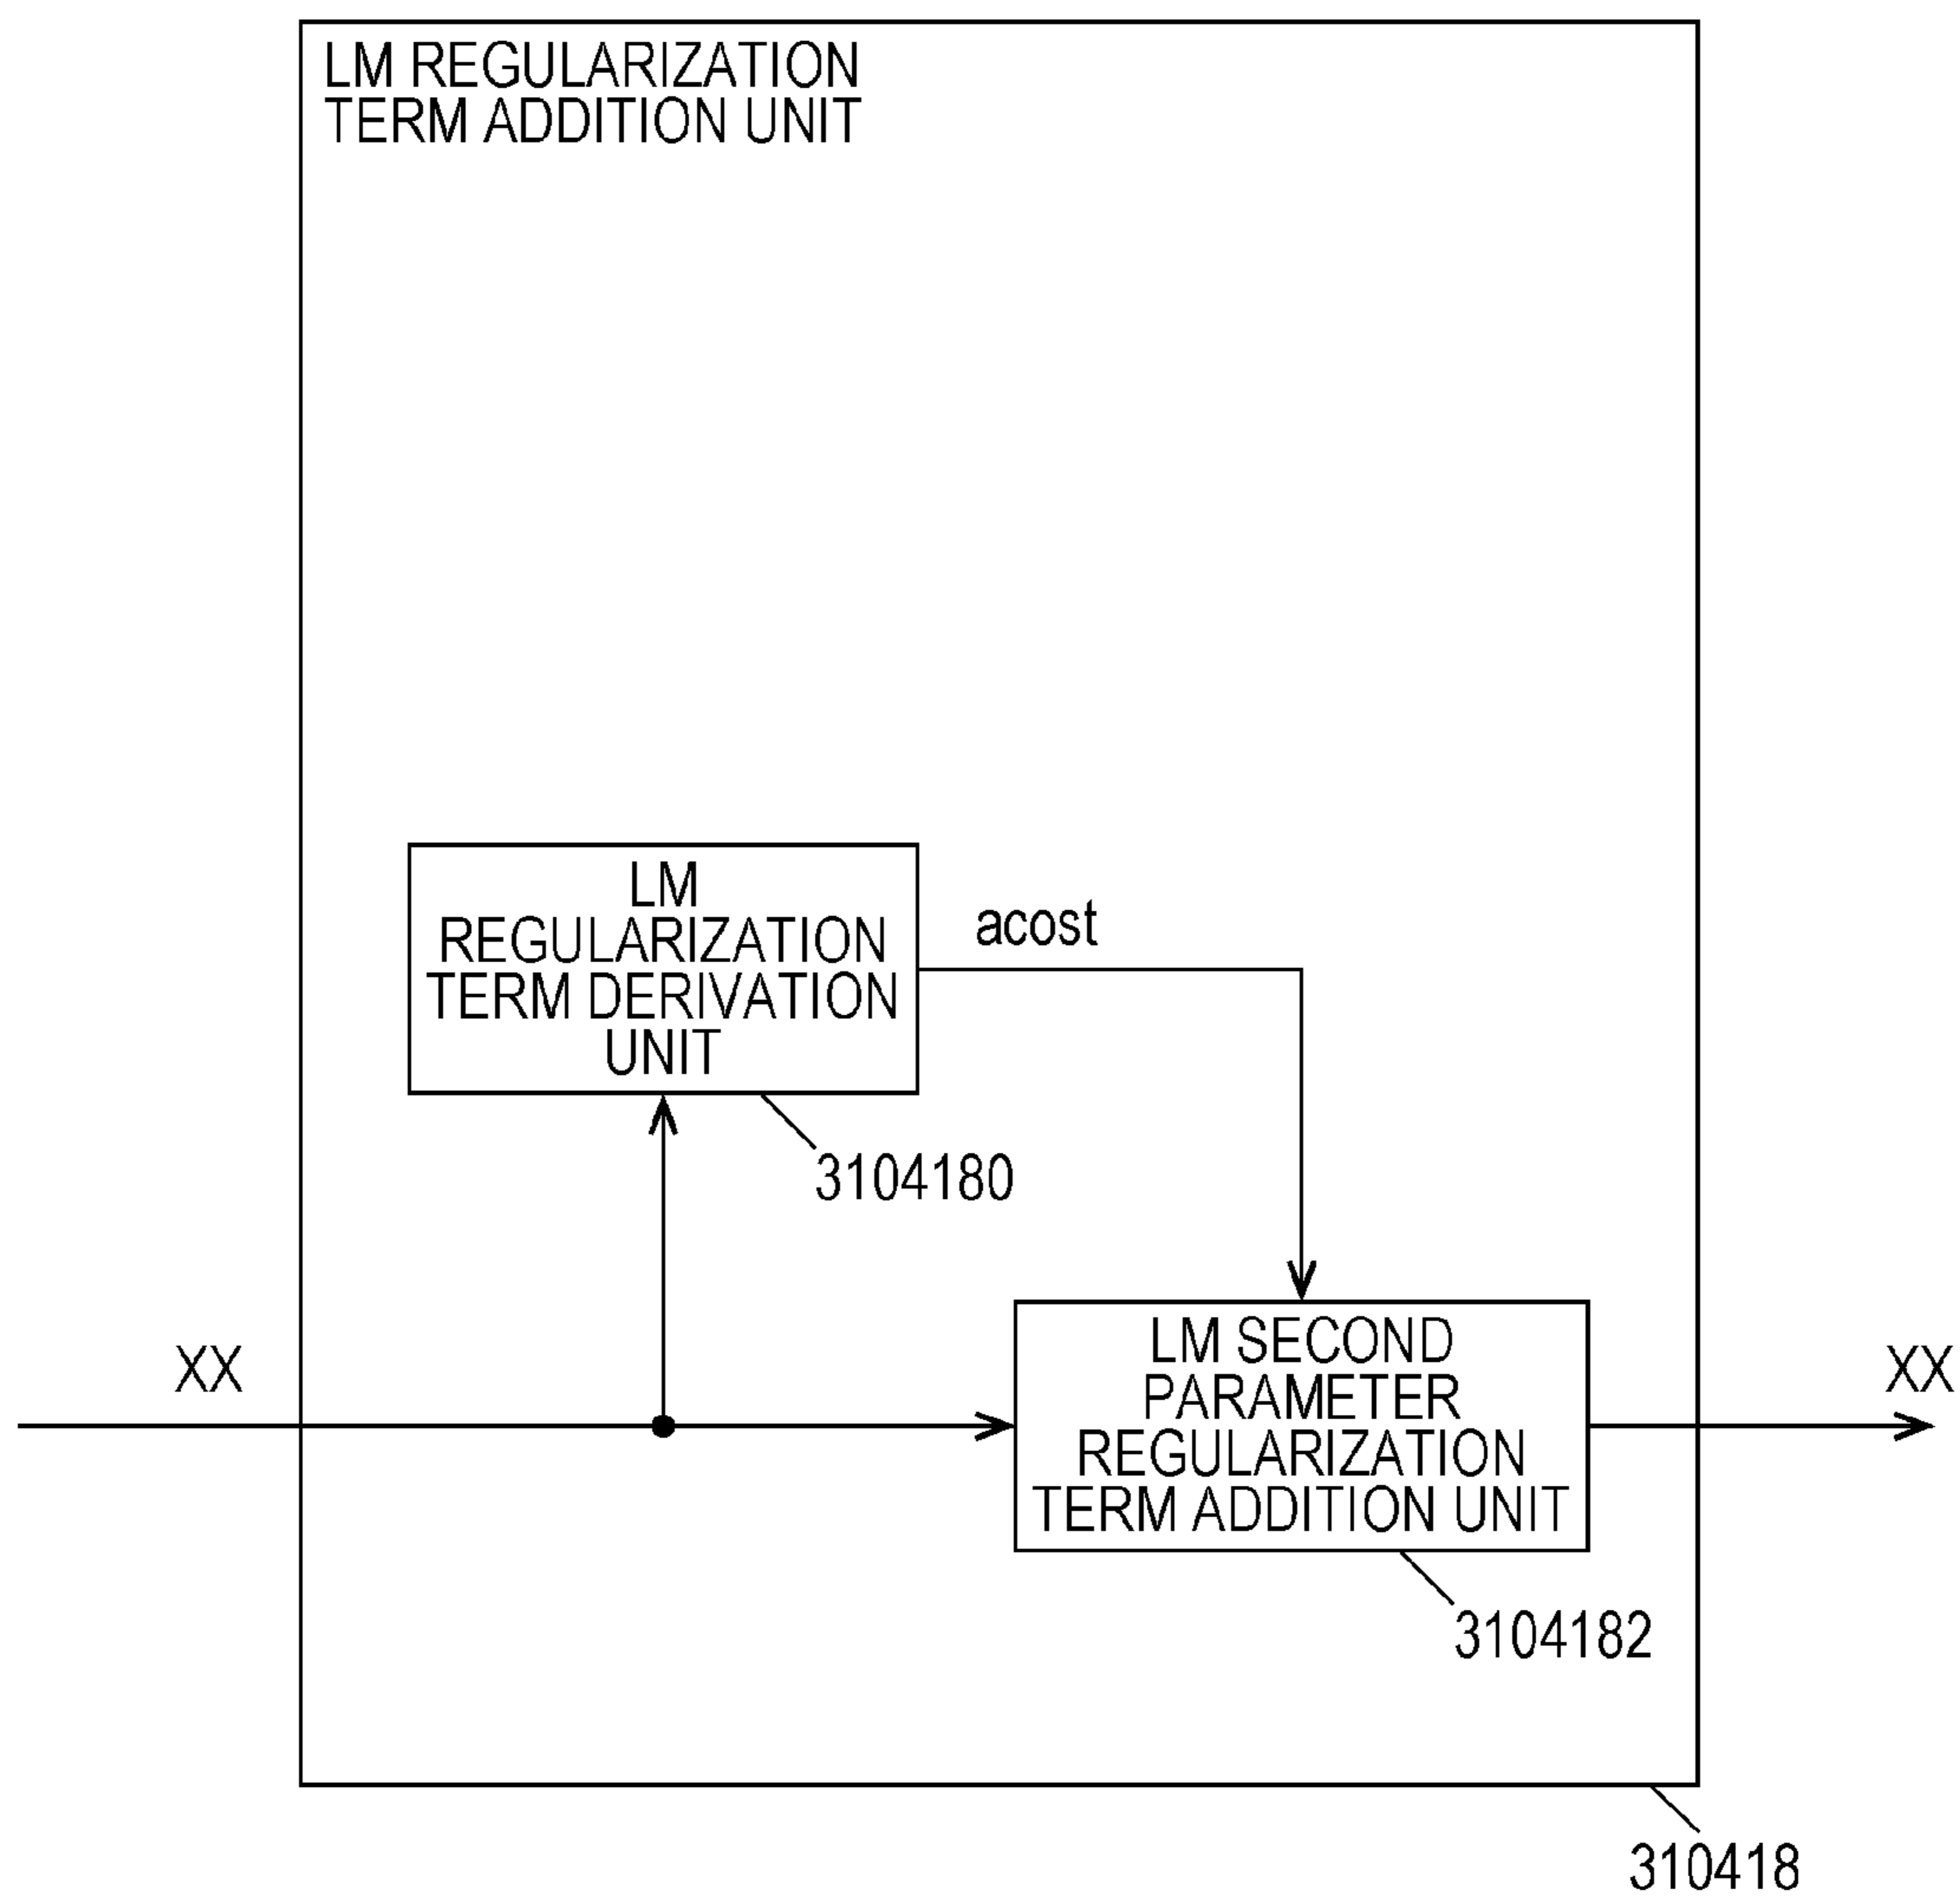 LM REGULARIZATION
TERM ADDITION UNIT
LM
REGULARIZATION
TERM DERIVATION
UNIT
acost
3104180
XX
LM SECOND
PARAMETER
REGULARIZATION
TERM ADDITION UNIT
XX
3104182
310418